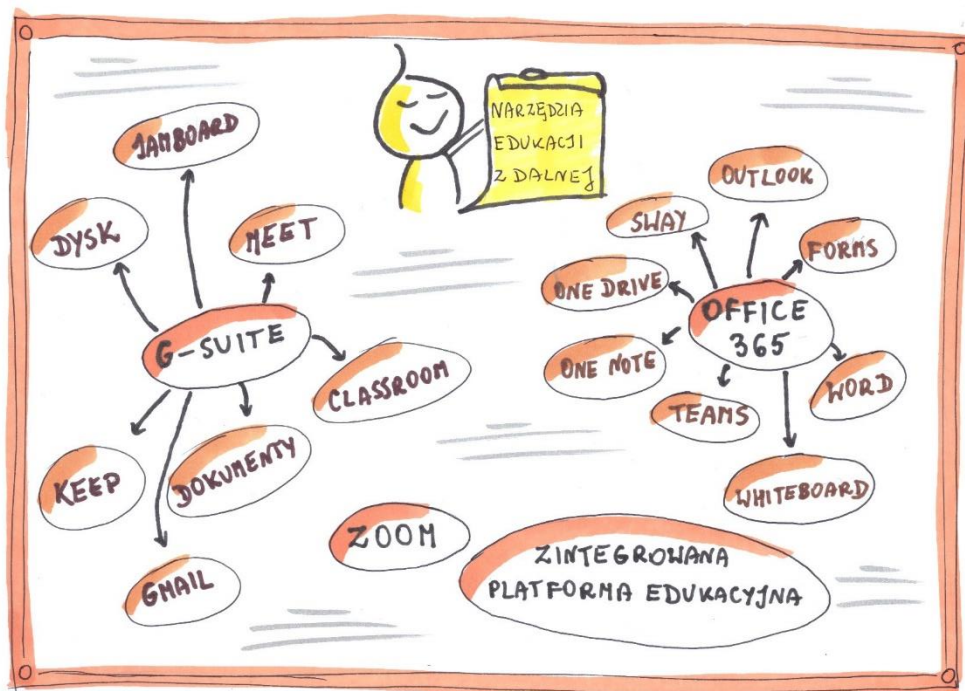 NARZĘDZIA
EDUKACJI
ZDALNEJ
JAMBOARD
DYSK
MEET
G-SUITE
CLASSROOM
KEEP
DOKUMENTY
GMAIL
OUTLOOK
SWAY
FORMS
ONE DRIVE
OFFICE
365
ONE NOTE
WORD
TEAMS
WHITEBOARD
ZOOM
ZINTEGROWANA
PLATFORMA EDUKACYJNA